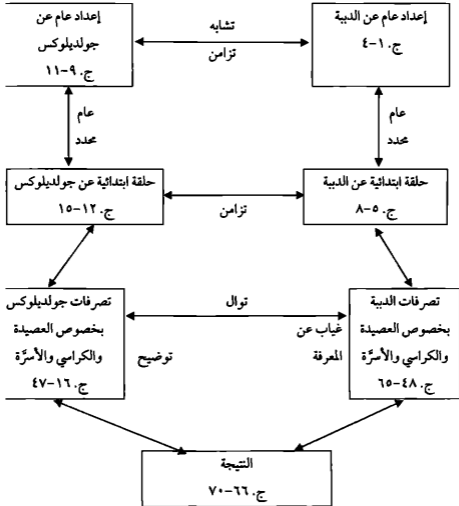 إعداد عام عن الدببة
ج. ١-٤
تشابه
تزامن
إعداد عام عن
جولديلوكس
ج. ٩-١١
عام
محدد
عام
محدد
حلقة ابتدائية عن الدببة
ج. ٥-٨
تزامن
حلقة ابتدائية عن جولديلوكس
ج. ١٢-١٥
تصرفات الدببة
بخصوص العصيدة
والكراسي والأسرَّة
ج. ٤٨-٦٥
توال
غياب عن
المعرفة
توضيح
تصرفات جولديلوكس
بخصوص العصيدة
والكراسي والأسرَّة
ج. ١٦-٤٧
النتيجة
ج. ٦٦-٧٠